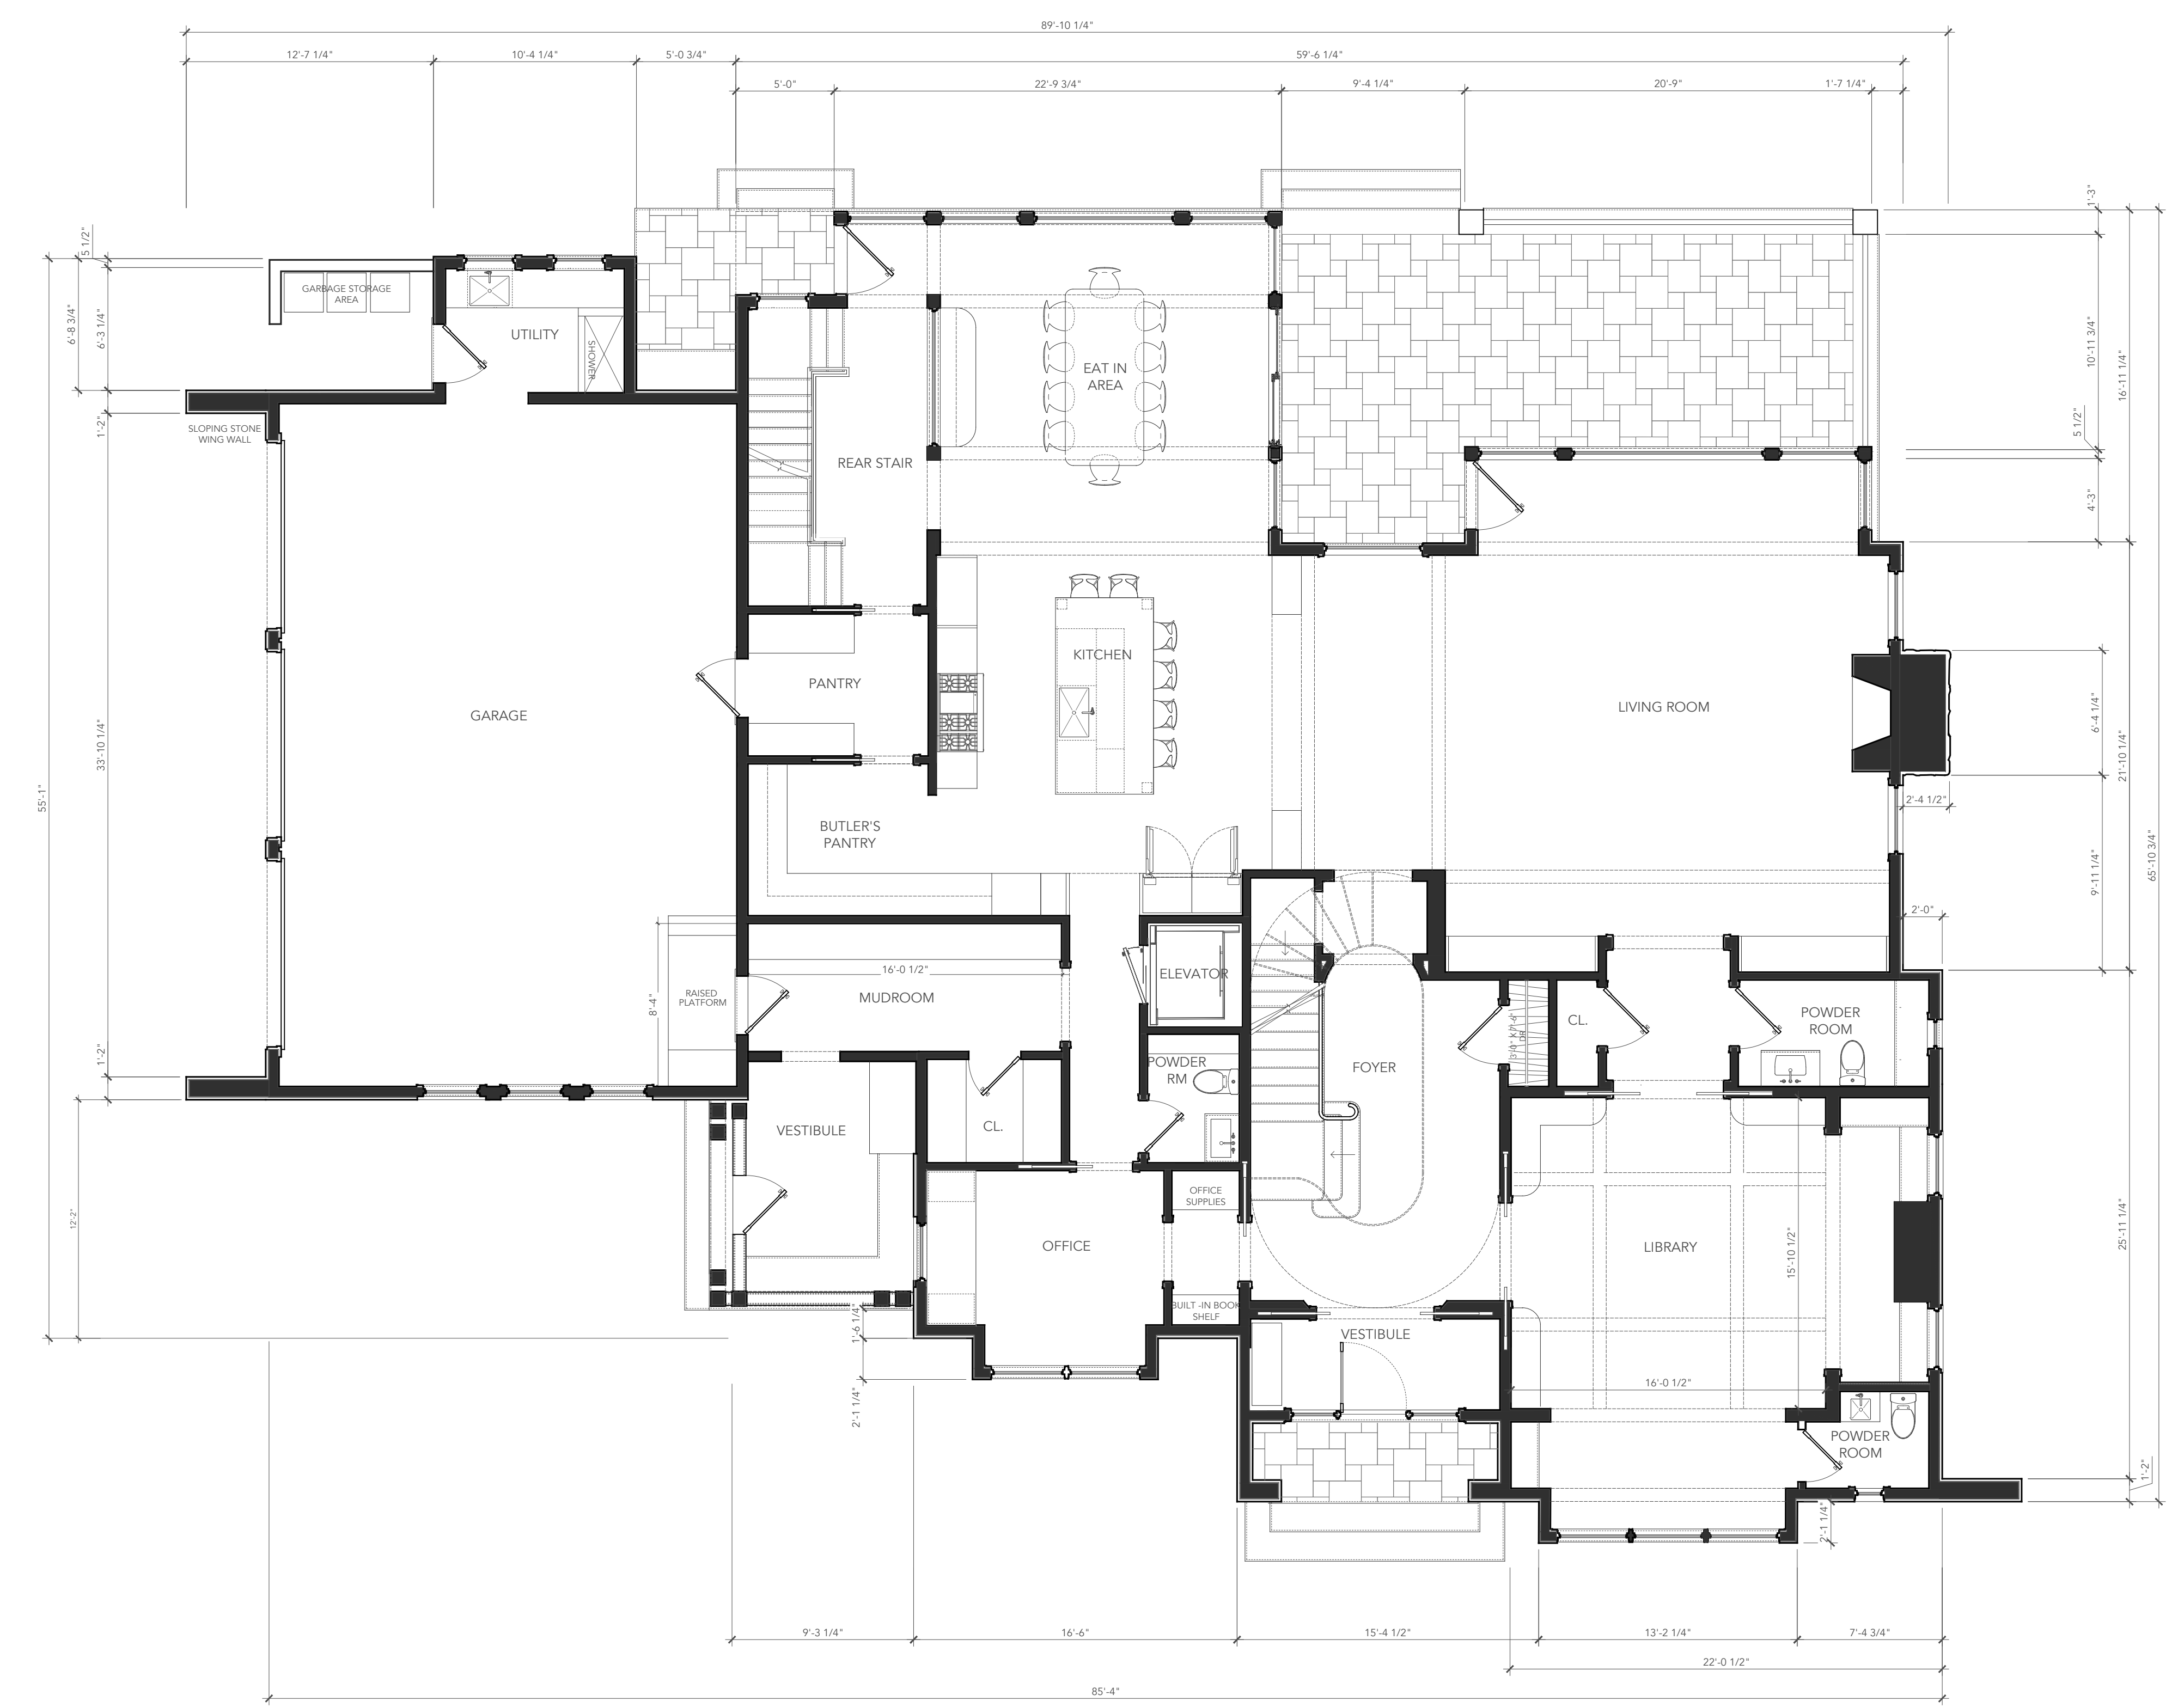 89'-10 1/4"
12'-7 1/4"
10'-4 1/4"
5'-0 3/4"
59'-6 1/4"
5'-0"
22'-9 3/4"
9'-4 1/4"
20'-9"
1'-7 1/4"
1'-3"
5 1/2"
6'-8 3/4"
6'-3 1/4"
GARBAGE STORAGE
AREA
UTILITY
SHOWER
EAT IN
AREA
10'-11 3/4"
16'-11 1/4"
5 1/2"
1'-2"
SLOPING STONE
WING WALL
REAR STAIR
4'-3"
KITCHEN
PANTRY
GARAGE
LIVING ROOM
6'-4 1/4"
21'-10 1/4"
33'-10 1/4"
55'-1"
2'-4 1/2"
BUTLER'S
PANTRY
65'-10 3/4"
9'-11 1/4"
2'-0"
16'-0 1/2"
ELEVATOR
MUDROOM
RAISED
PLATFORM
8'-4"
CL.
POWDER
ROOM
3'-0" X 7'-6"
DR
1'-2"
POWDER
RM
FOYER
VESTIBULE
CL.
12'-2"
OFFICE
SUPPLIES
OFFICE
LIBRARY
15'-10 1/2"
25'-11 1/4"
BUILT -IN BOOK
SHELF
1'-6 1/4"
VESTIBULE
16'-0 1/2"
2'-1 1/4"
POWDER
ROOM
1'-2"
2'-1 1/4"
9'-3 1/4"
16'-6"
15'-4 1/2"
13'-2 1/4"
7'-4 3/4"
22'-0 1/2"
85'-4"